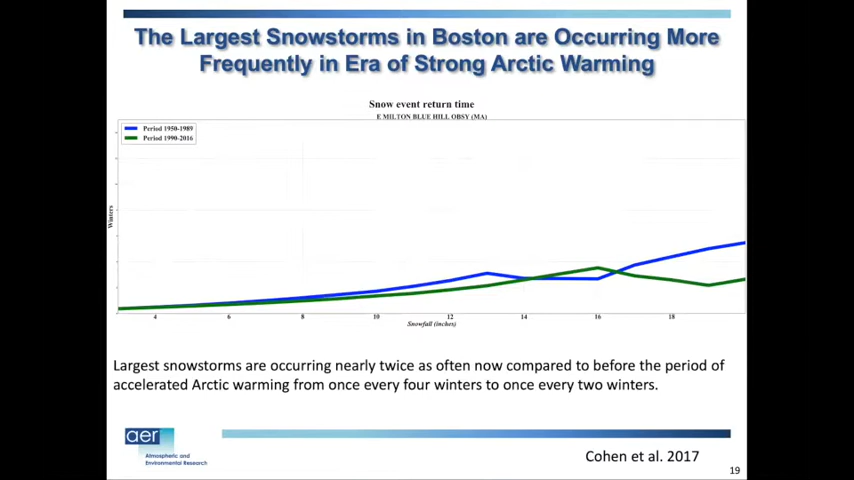 The Largest Snowstorms in Boston are Occurring More
Frequently in Era of Strong Arctic Warming
Snow event return time
E MILTON BLUE HILL OBSY (MA)
Period 1950-1989
Period 1990-2016
Winters
4 6 8 10 12 14 16 18
Snowfall (inches)
Largest snowstorms are occurring nearly twice as often now compared to before the period of
accelerated Arctic warming from once every four winters to once every two winters.
aer
Atmospheric and
Environmental Research
Cohen et al. 2017
19